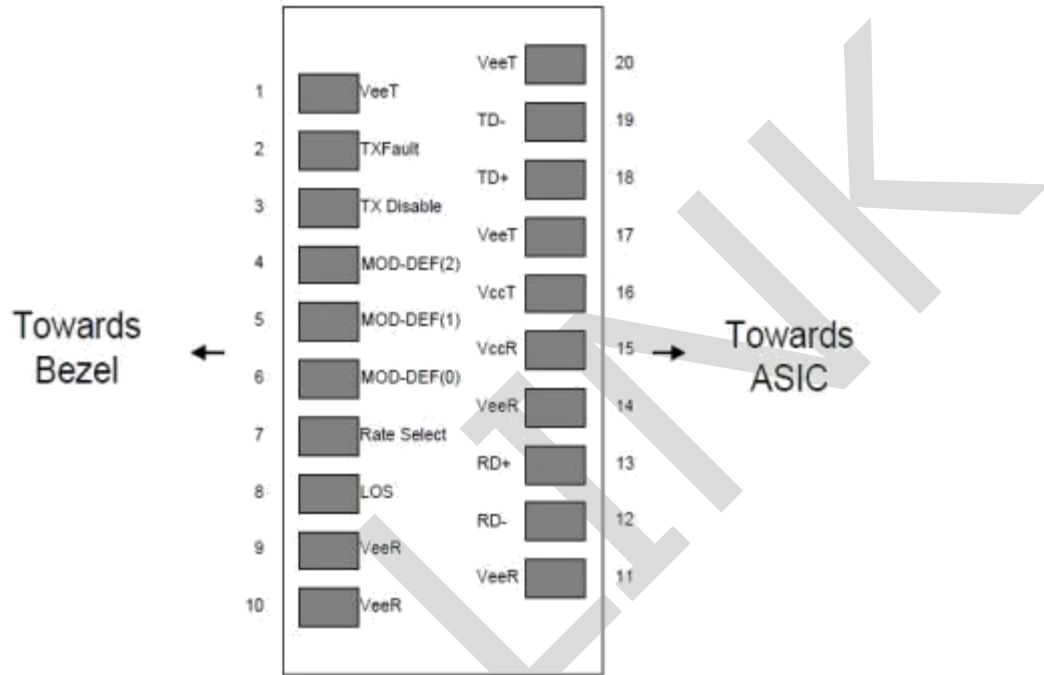 VeeT 20
1 VeeT
TD- 19
2 TXFault
TD+ 18
3 TX Disable
VeeT 17
4 MOD-DEF(2)
VccT 16
5 MOD-DEF(1)
Towards
Bezel
VccR 15
Towards
ASIC
6 MOD-DEF(0)
VeeR 14
7 Rate Select
RD+ 13
8 LOS
RD- 12
9 VeeR
VeeR 11
10 VeeR
LINK